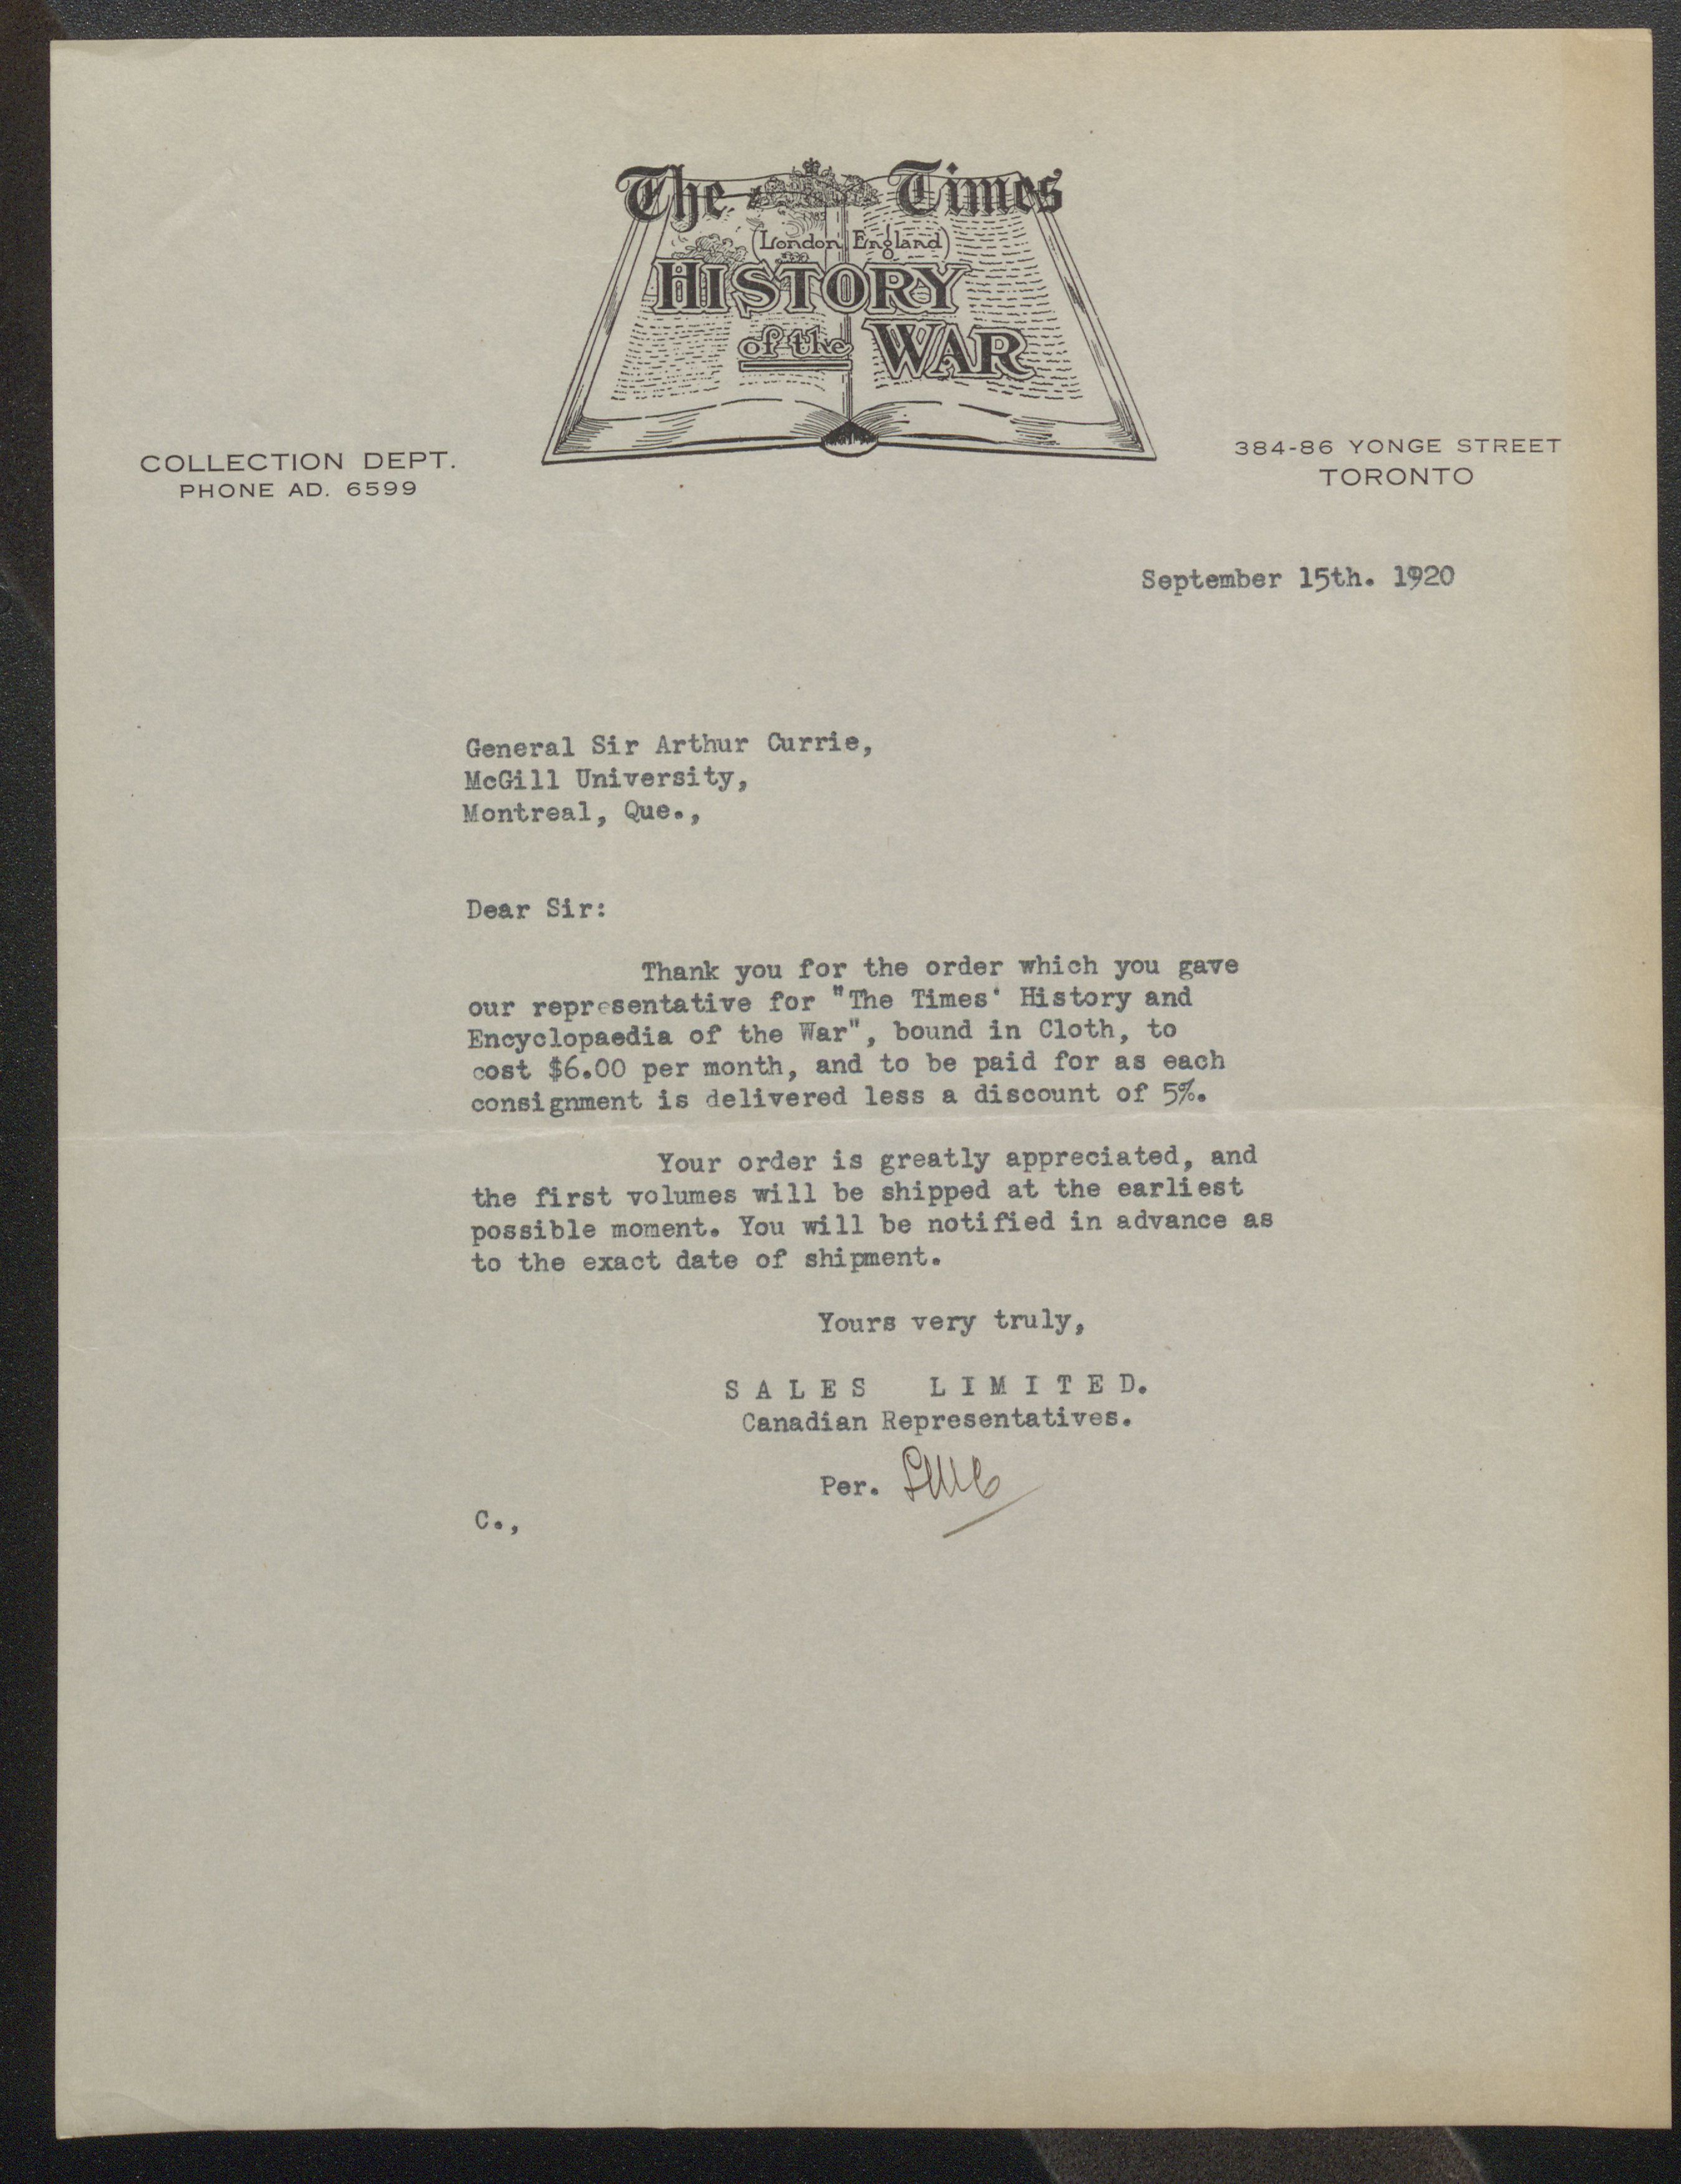 The Times
(London England)
HISTORY
of the WAR
COLLECTION DEPT.
PHONE AD. 6599
384-86 YONGE STREET
TORONTO
September 15th. 1920
General Sir Arthur Currie,
McGill University,
Montreal, Que.,
Dear Sir:
Thank you for the order which you gave
our representative for "The Times' History and
Encyclopaedia of the War", bound in Cloth, to
cost $6.00 per month, and to be paid for as each
consignment is delivered less a discount of 5%.
Your order is greatly appreciated, and
the first volumes will be shipped at the earliest
possible moment. You will be notified in advance as
to the exact date of shipment.
Yours very truly,
SALES LIMITED.
Canadian Representatives.
Per.
C.,